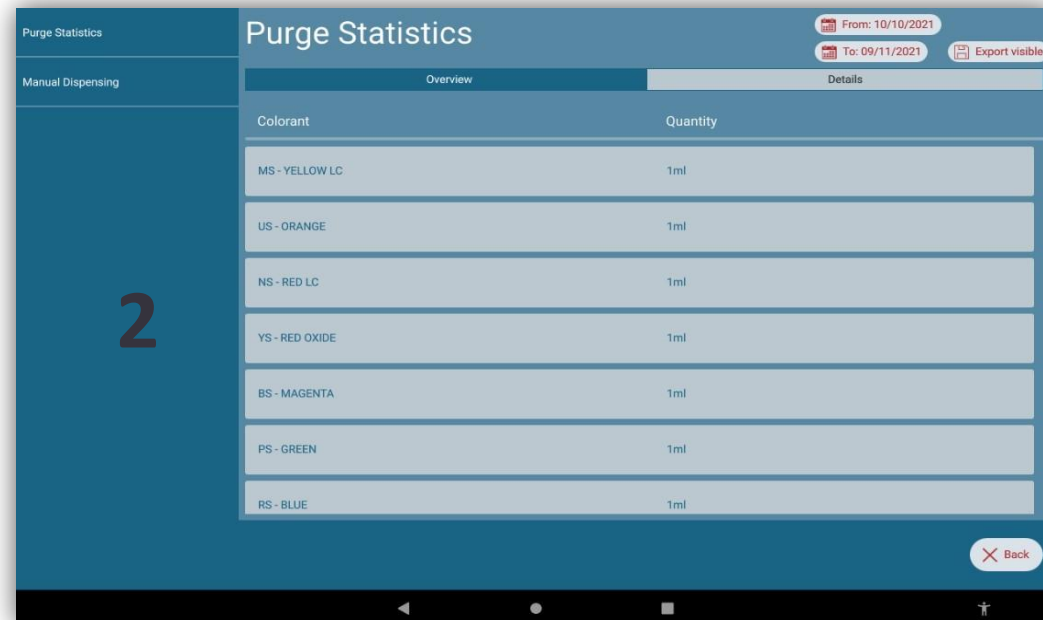 Purge Statistics
Manual Dispensing
2
Purge Statistics
From: 10/10/2021
To: 09/11/2021
Export visible
Overview
Details
Colorant Quantity
MS - YELLOW LC 1ml
US - ORANGE 1ml
NS - RED LC 1ml
YS - RED OXIDE 1ml
BS - MAGENTA 1ml
PS - GREEN 1ml
RS - BLUE 1ml
Back